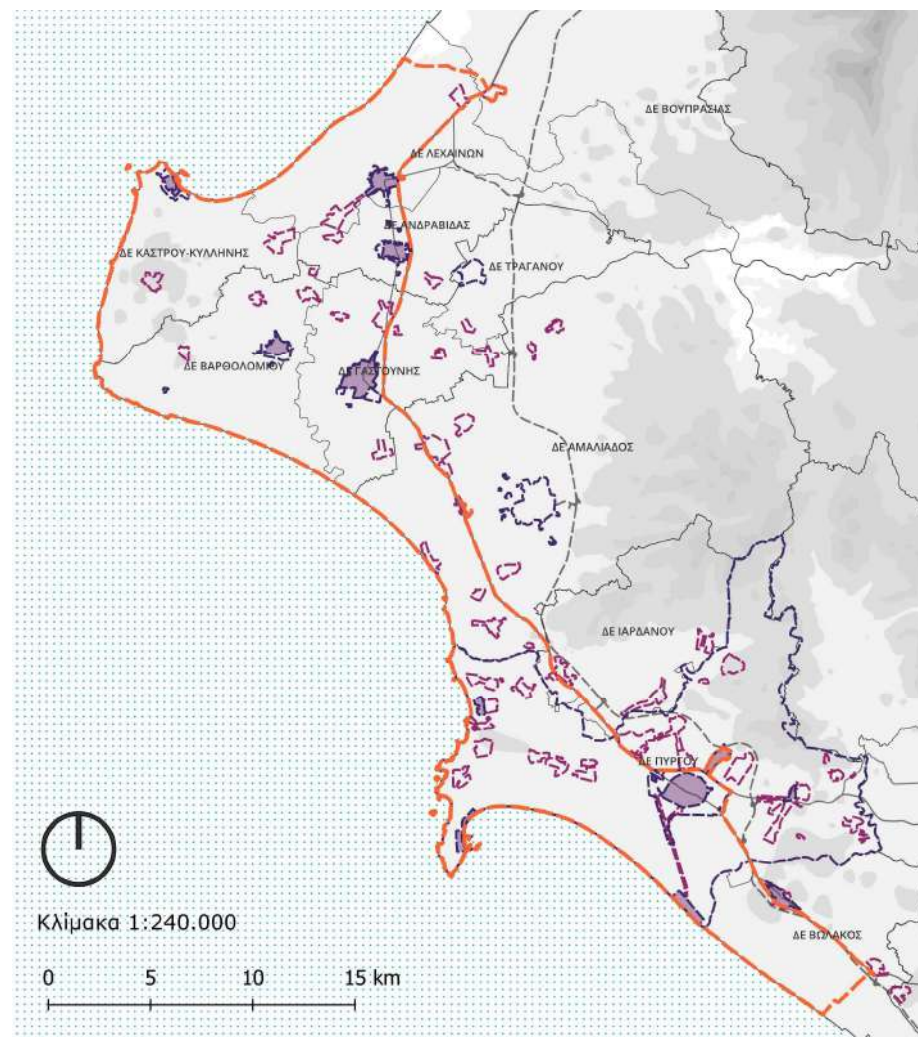 ΔΕ ΒΟΥΠΡΑΣΙΑΣ
ΔΕ ΛΕΧΑΙΝΩΝ
ΔΕ ΑΝΔΡΑΒΙΔΑΣ
ΔΕ ΚΑΣΤΡΟΥ-ΚΥΛΛΗΝΗΣ
ΔΕ ΤΡΑΓΑΝΟΥ
ΔΕ ΒΑΡΘΟΛΟΜΙΟΥ
ΔΕ ΓΑΣΤΟΥΝΗΣ
ΔΕ ΑΜΑΛΙΑΔΟΣ
ΔΕ ΙΑΡΔΑΝΟΥ
ΔΕ ΠΥΡΓΟΥ
ΔΕ ΒΩΛΑΚΟΣ
Κλίμακα 1:240.000
0 5 10 15 km